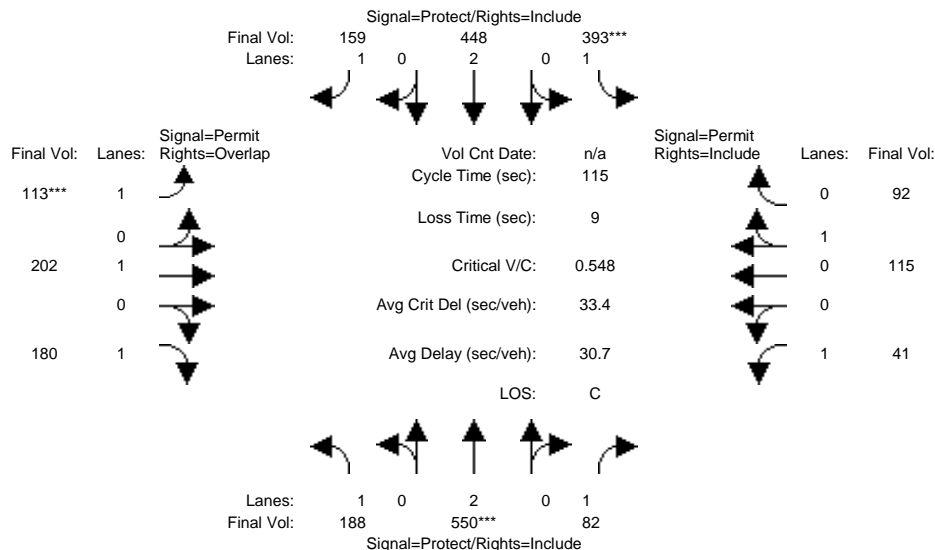 Signal=Protect/Rights=Include
Final Vol: 159 448 393***
Lanes: 1 0 2 0 1
Signal=Permit Signal=Permit
Final Vol: Lanes: Rights=Overlap Vol Cnt Date: n/a Rights=Include Lanes: Final Vol:
Cycle Time (sec): 115
113*** 1 0 92
Loss Time (sec): 9
0 1
202 1 Critical V/C: 0.548 0 115
0 Avg Crit Del (sec/veh): 33.4 0
180 1 Avg Delay (sec/veh): 30.7 1 41
LOS: C
Lanes: 1 0 2 0 1
Final Vol: 188 550*** 82
Signal=Protect/Rights=Include